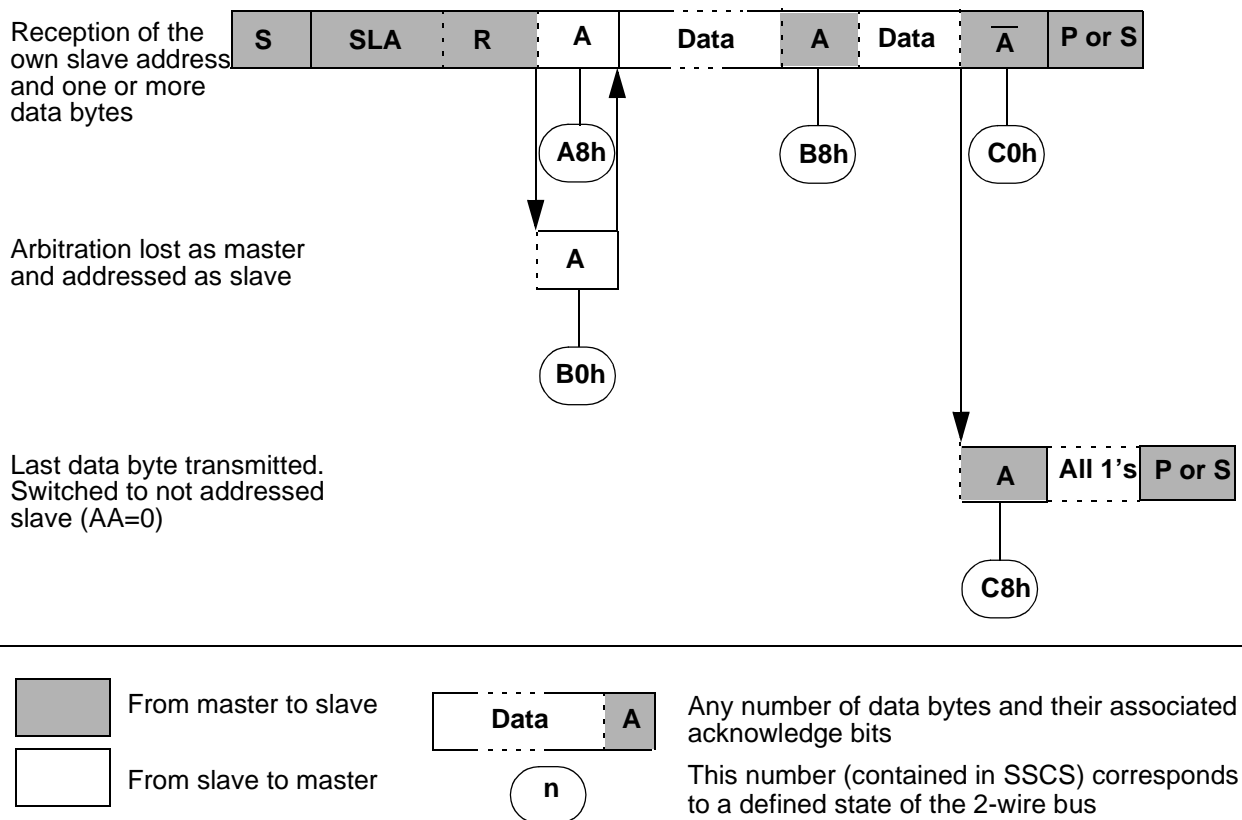 Reception of the
own slave address
and one or more
data bytes
S SLA R A Data A Data A̅ P or S
A8h B8h C0h
Arbitration lost as master
and addressed as slave
A
B0h
Last data byte transmitted.
Switched to not addressed
slave (AA=0)
A All 1's P or S
C8h
From master to slave
Data A
Any number of data bytes and their associated
acknowledge bits
From slave to master
n
This number (contained in SSCS) corresponds
to a defined state of the 2-wire bus